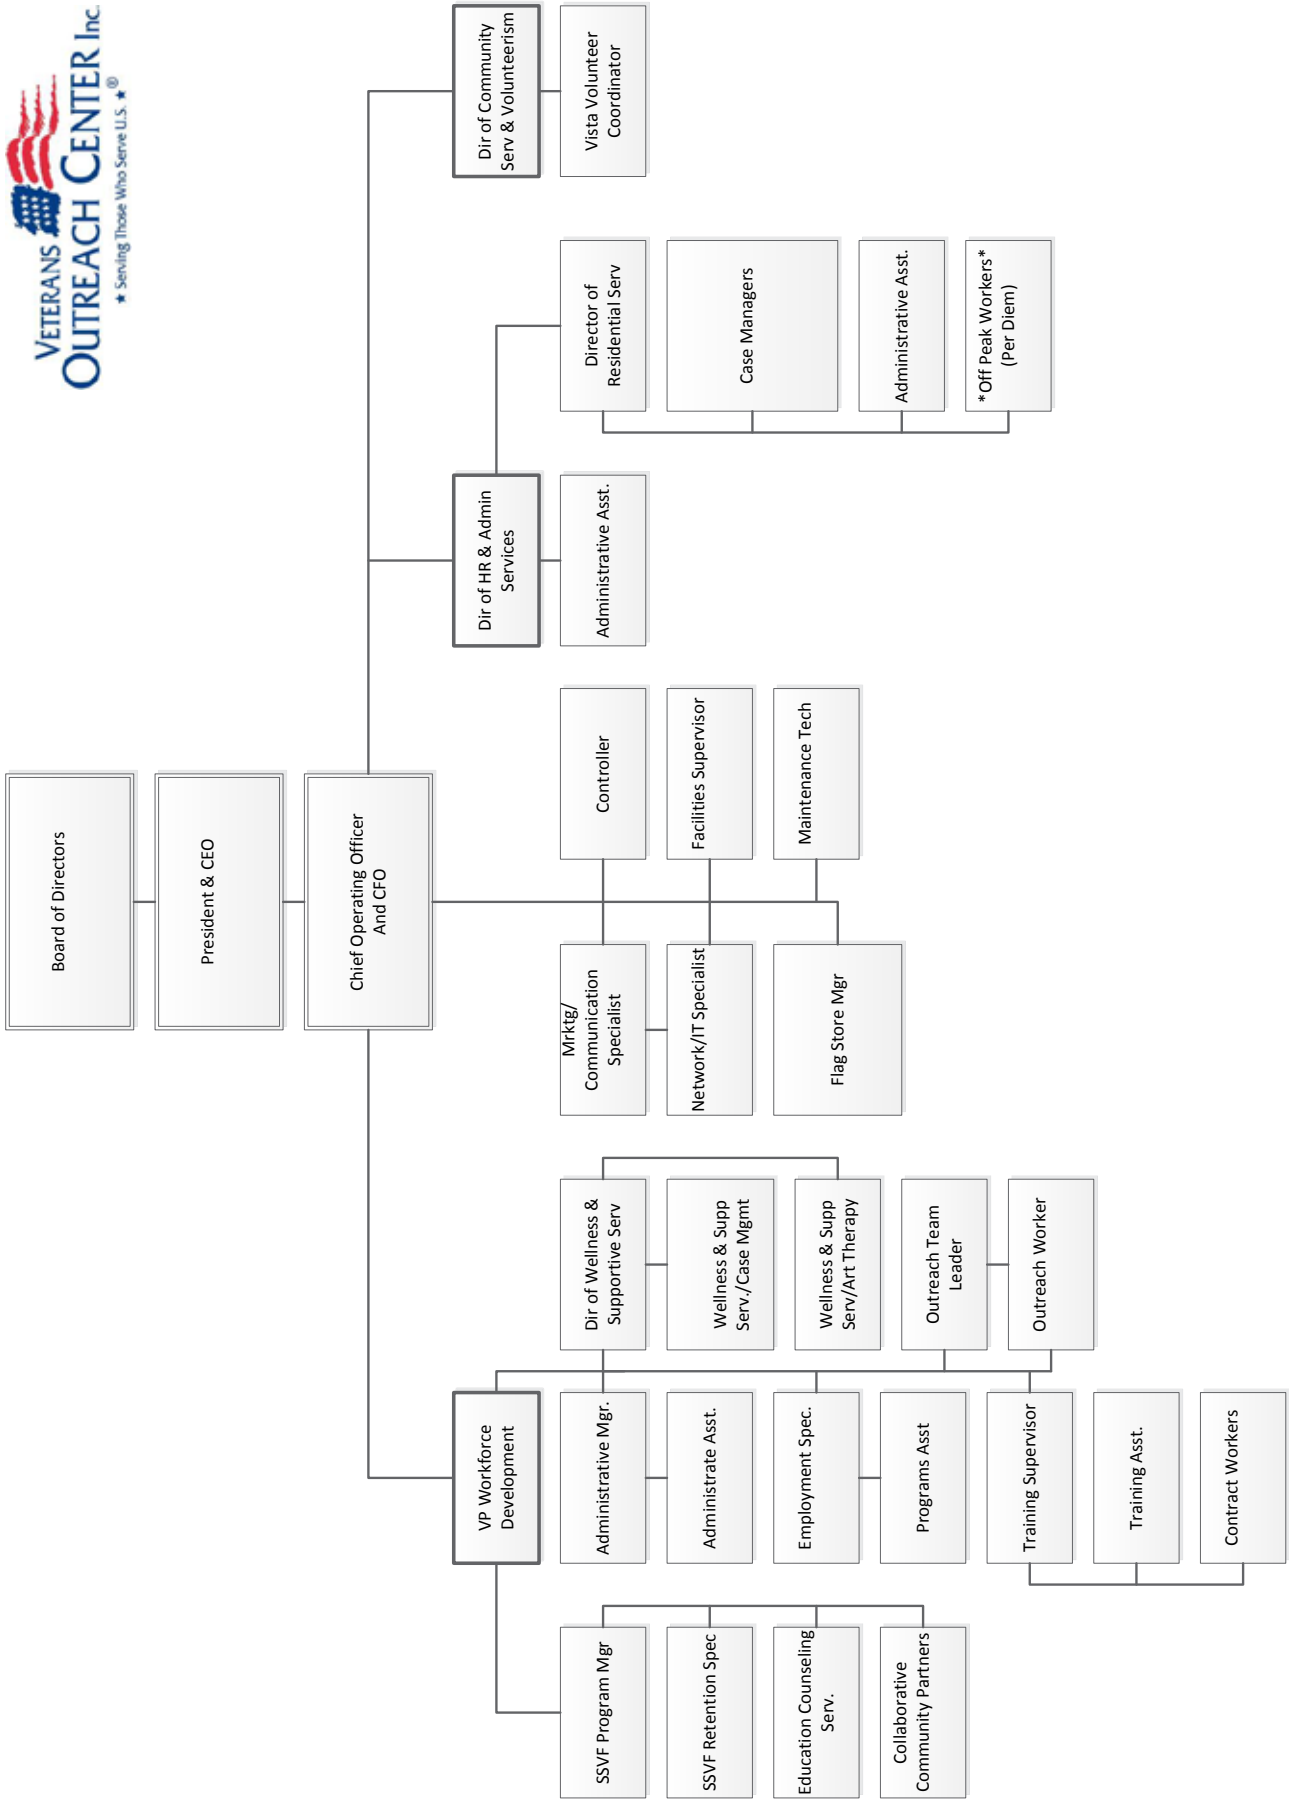 VETERANS
OUTREACH CENTER Inc.
★ Serving Those Who Serve U.S. ★®
Board of Directors
President & CEO
Chief Operating Officer
And CFO
VP Workforce
Development
Dir of HR & Admin
Services
Dir of Community
Serv & Volunteerism
SSVF Program Mgr
SSVF Retention Spec
Education Counseling
Serv.
Collaborative
Community Partners
Administrative Mgr.
Administrate Asst.
Employment Spec.
Programs Asst
Training Supervisor
Training Asst.
Contract Workers
Dir of Wellness &
Supportive Serv
Wellness & Supp
Serv./Case Mgmt
Wellness & Supp
Serv/Art Therapy
Outreach Team
Leader
Outreach Worker
Mrktg/
Communication
Specialist
Network/IT Specialist
Flag Store Mgr
Controller
Facilities Supervisor
Maintenance Tech
Administrative Asst.
Director of
Residential Serv
Case Managers
Administrative Asst.
*Off Peak Workers*
(Per Diem)
Vista Volunteer
Coordinator